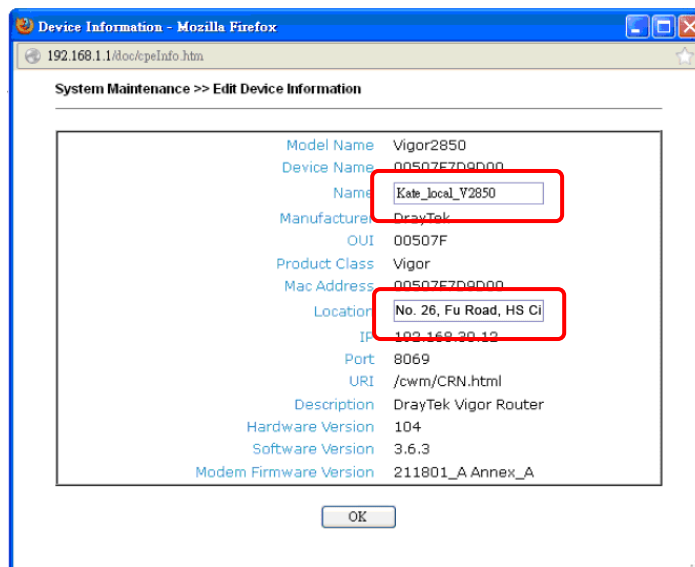 Device Information - Mozilla Firefox
192.168.1.1/doc/cpeInfo.htm
System Maintenance >> Edit Device Information
Model Name Vigor2850
Device Name 00507F7D9D00
Name Kate_local_V2850
Manufacturer DrayTek
OUI 00507F
Product Class Vigor
Mac Address 00507F7D9D00
Location No. 26, Fu Road, HS Ci
IP 192.168.30.12
Port 8069
URI /cwm/CRN.html
Description DrayTek Vigor Router
Hardware Version 104
Software Version 3.6.3
Modem Firmware Version 211801_A Annex_A
OK